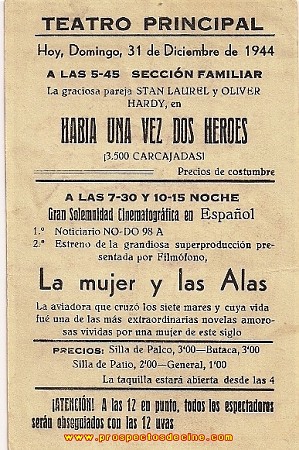 TEATRO PRINCIPAL
Hoy, Domingo, 31 de Diciembre de 1944
A LAS 5-45 SECCIÓN FAMILIAR
La graciosa pareja STAN LAUREL y OLIVER
HARDY, en
HABIA UNA VEZ DOS HEROES
¡3.500 CARCAJADAS!
Precios de costumbre
A LAS 7-30 Y 10-15 NOCHE
Gran Solemnidad Cinematográfica en Español
1.º Noticiario NO-DO 98 A
2.º Estreno de la grandiosa superproducción pre-
sentada por Filmófono,
La mujer y las Alas
La aviadora que cruzó los siete mares y cuya vida
fué una de las más extraordinarias novelas amoro-
sas vividas por una mujer de este siglo
PRECIOS: Silla de Palco, 3'00—Butaca, 3'00
Silla de Patio, 2'00—General, 1'00
La taquilla estará abierta desde las 4
¡ATENCIÓN! A las 12 en punto, todos los espectadores
serán obsequiados con las 12 uvas
www.prospectosdecine.com